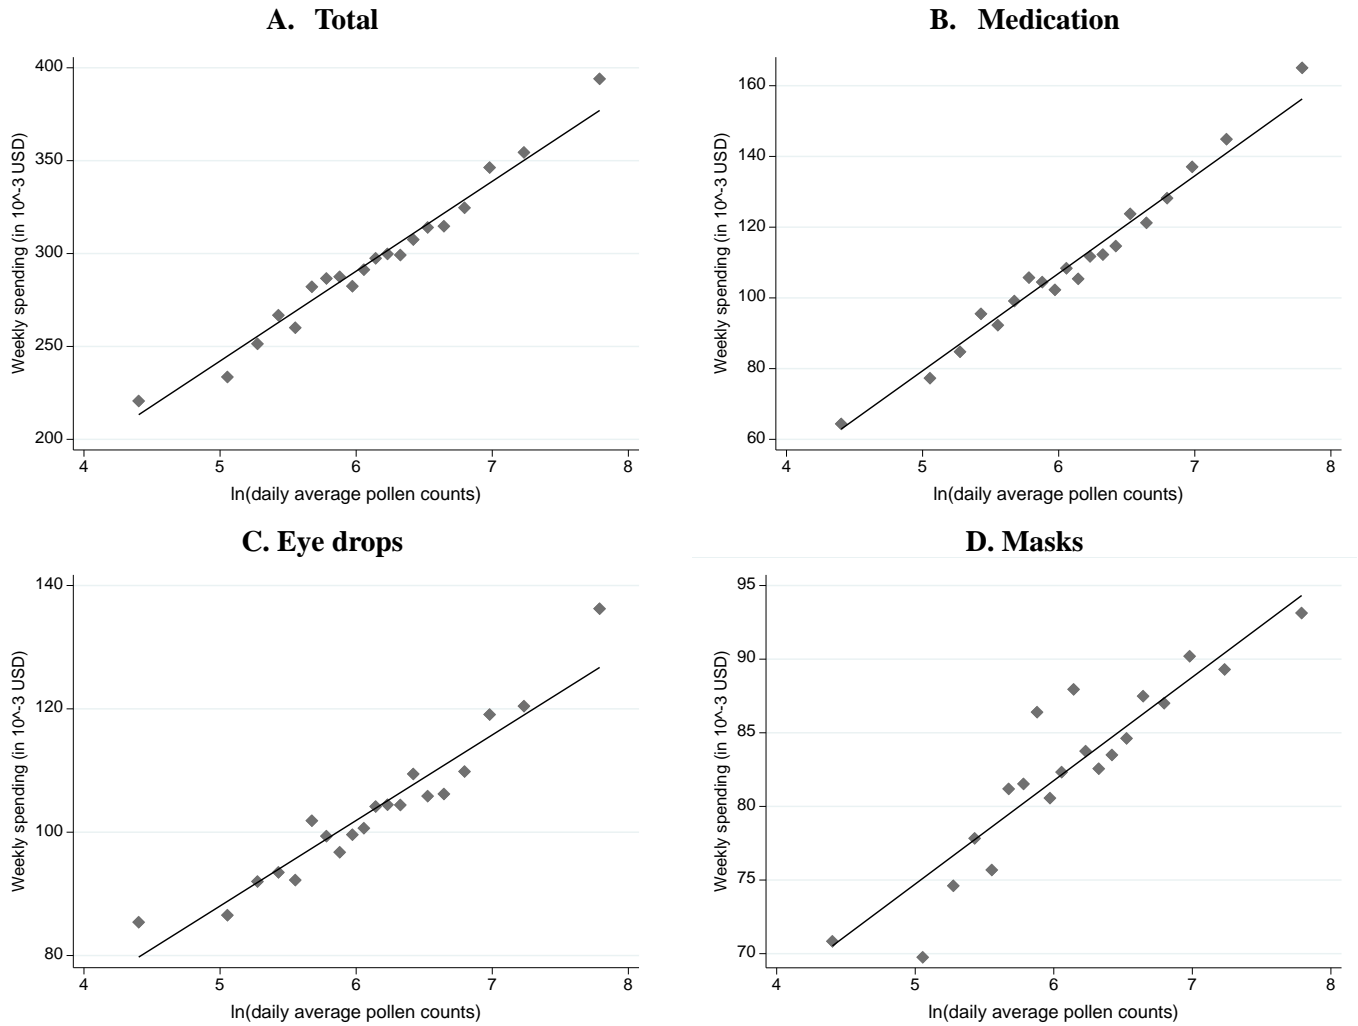 A. Total
400
350
300
250
200
Weekly spending (in 10^-3 USD)
4 5 6 7 8
ln(daily average pollen counts)
B. Medication
160
140
120
100
80
60
Weekly spending (in 10^-3 USD)
4 5 6 7 8
ln(daily average pollen counts)
C. Eye drops
140
120
100
80
Weekly spending (in 10^-3 USD)
4 5 6 7 8
ln(daily average pollen counts)
D. Masks
95
90
85
80
75
70
Weekly spending (in 10^-3 USD)
4 5 6 7 8
ln(daily average pollen counts)